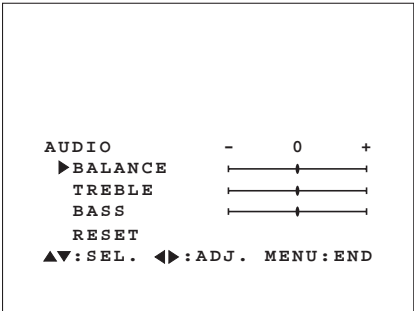 AUDIO - 0 +
▶BALANCE
TREBLE
BASS
RESET
▲▼:SEL. ◀▶:ADJ. MENU:END